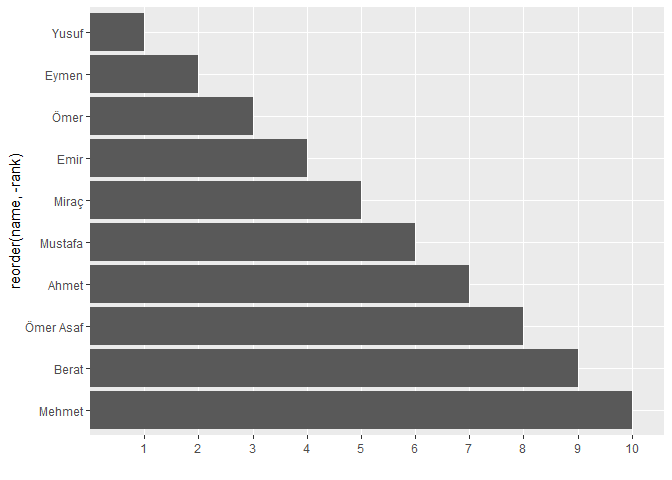 Yusuf
Eymen
Ömer
Emir
Miraç
Mustafa
Ahmet
Ömer Asaf
Berat
Mehmet
reorder(name, -rank)
1 2 3 4 5 6 7 8 9 10